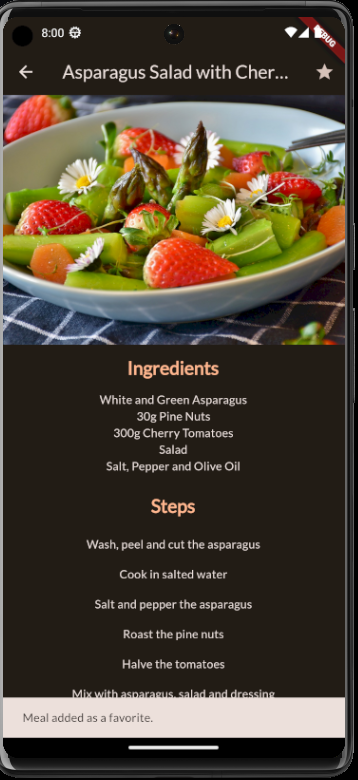 8:00
BUG
Asparagus Salad with Cher...
Ingredients
White and Green Asparagus
30g Pine Nuts
300g Cherry Tomatoes
Salad
Salt, Pepper and Olive Oil
Steps
Wash, peel and cut the asparagus
Cook in salted water
Salt and pepper the asparagus
Roast the pine nuts
Halve the tomatoes
Mix with asparagus, salad and dressing
Meal added as a favorite.